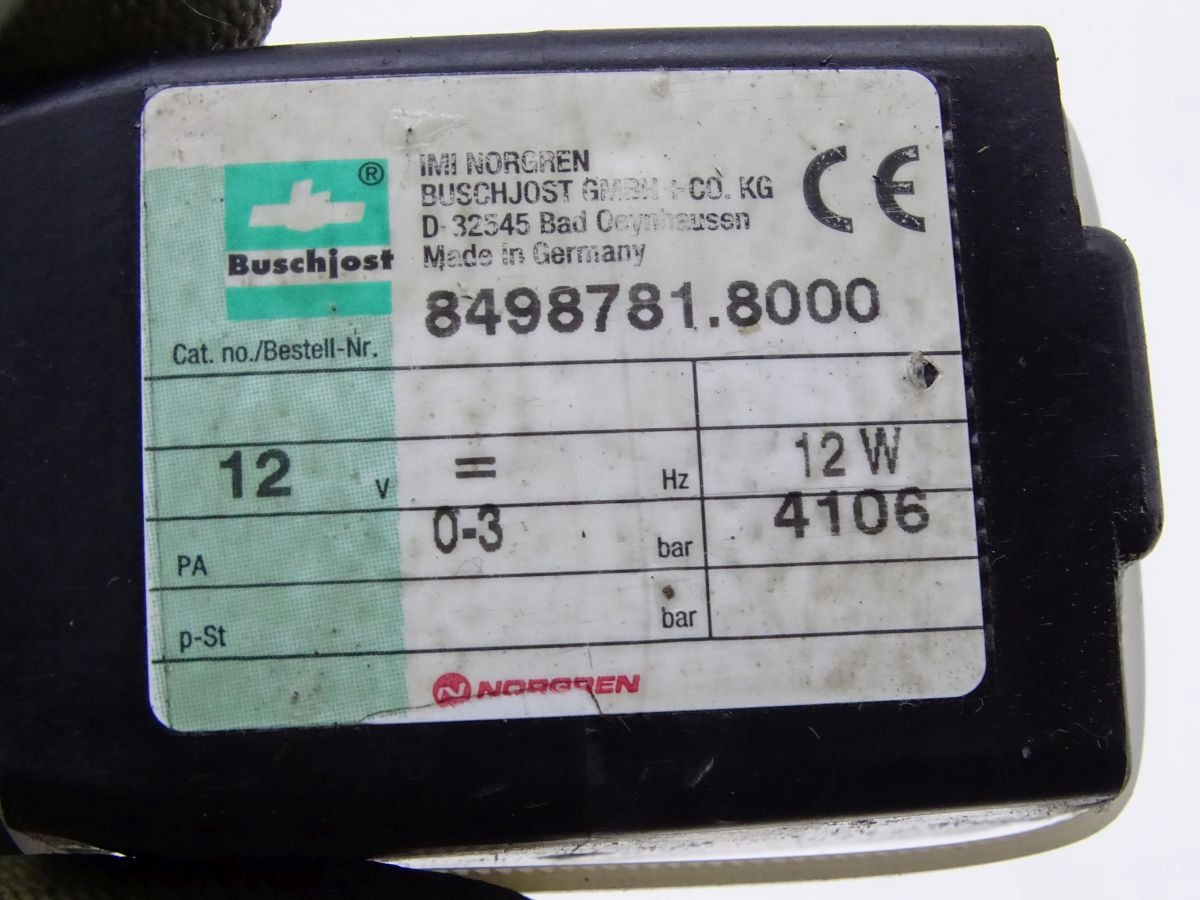 ®
Buschjost
IMI NORGREN
BUSCHJOST GMBH + CO. KG
D-32545 Bad Oeynhausen
Made in Germany
CE
8498781.8000
Cat. no./Bestell-Nr.
12 V = Hz 12 W
PA 0-3 bar 4106
p-St bar
NORGREN